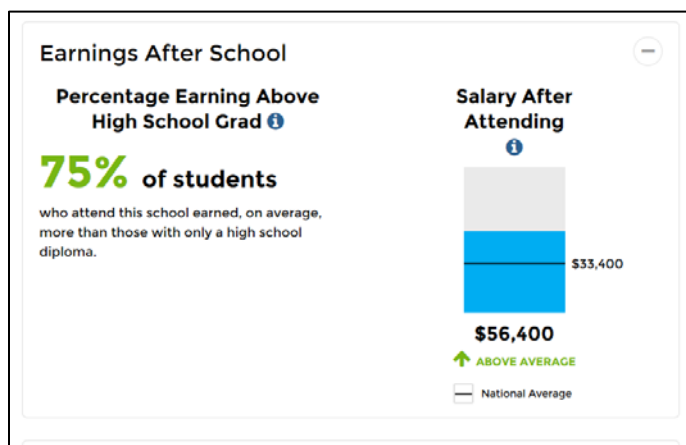 Earnings After School
Percentage Earning Above
High School Grad
75% of students
who attend this school earned, on average,
more than those with only a high school
diploma.
Salary After
Attending
$33,400
$56,400
ABOVE AVERAGE
National Average